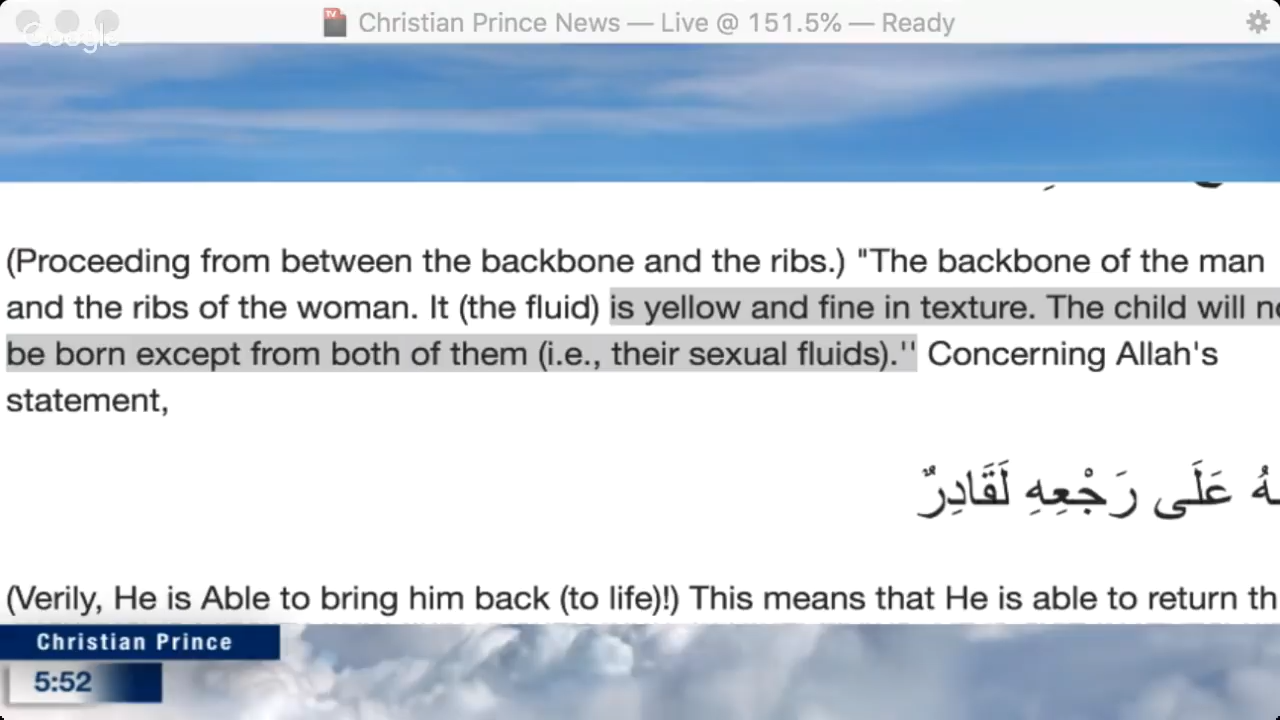 Christian Prince News — Live @ 151.5% — Ready
Google
(Proceeding from between the backbone and the ribs.) "The backbone of the man
and the ribs of the woman. It (the fluid) is yellow and fine in texture. The child will
be born except from both of them (i.e., their sexual fluids).'' Concerning Allah's
statement,
عَلَى رَجْعِهِ لَقَادِرٌ
(Verily, He is Able to bring him back (to life)!) This means that He is able to return
Christian Prince
5:52